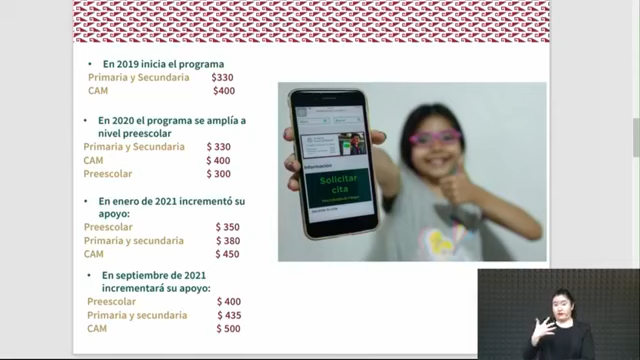 • En 2019 inicia el programa
Primaria y Secundaria $330
CAM $400
• En 2020 el programa se amplía a
nivel preescolar
Primaria y Secundaria $ 330
CAM $ 400
Preescolar $ 300
• En enero de 2021 incrementó su
apoyo:
Preescolar $ 350
Primaria y secundaria $ 380
CAM $ 450
• En septiembre de 2021
incrementará su apoyo:
Preescolar $ 400
Primaria y secundaria $ 435
CAM $ 500
Información
Solicitar
cita